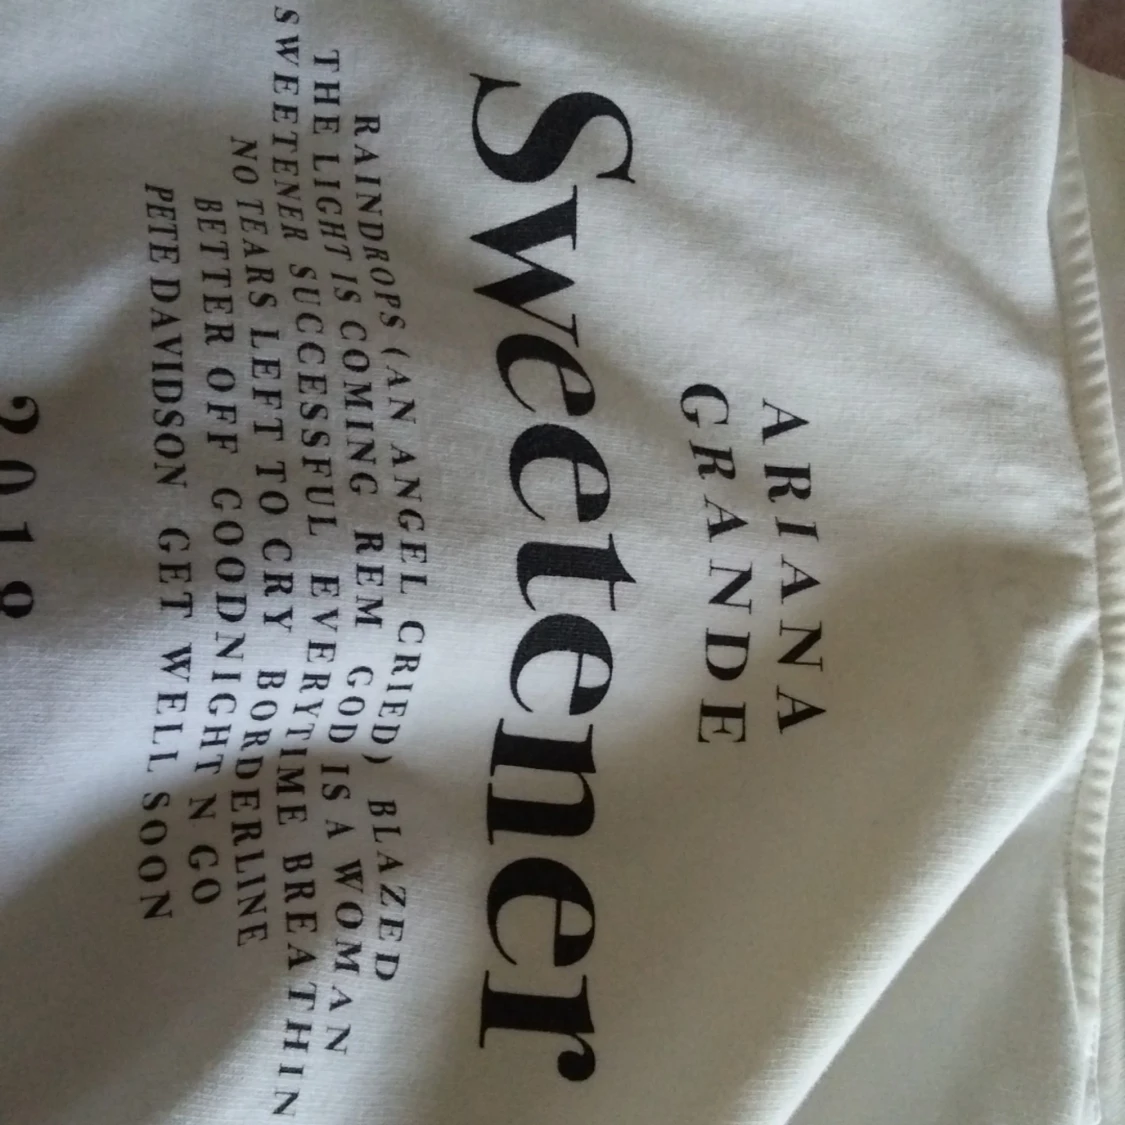 ARIANA
GRANDE
Sweetener
RAINDROPS (AN ANGEL CRIED) BLAZED
THE LIGHT IS COMING REM GOD IS A WOMAN
SWEETENER SUCCESSFUL EVERYTIME BREATHIN
NO TEARS LEFT TO CRY BORDERLINE
BETTER OFF GOODNIGHT N GO
PETE DAVIDSON GET WELL SOON
2018